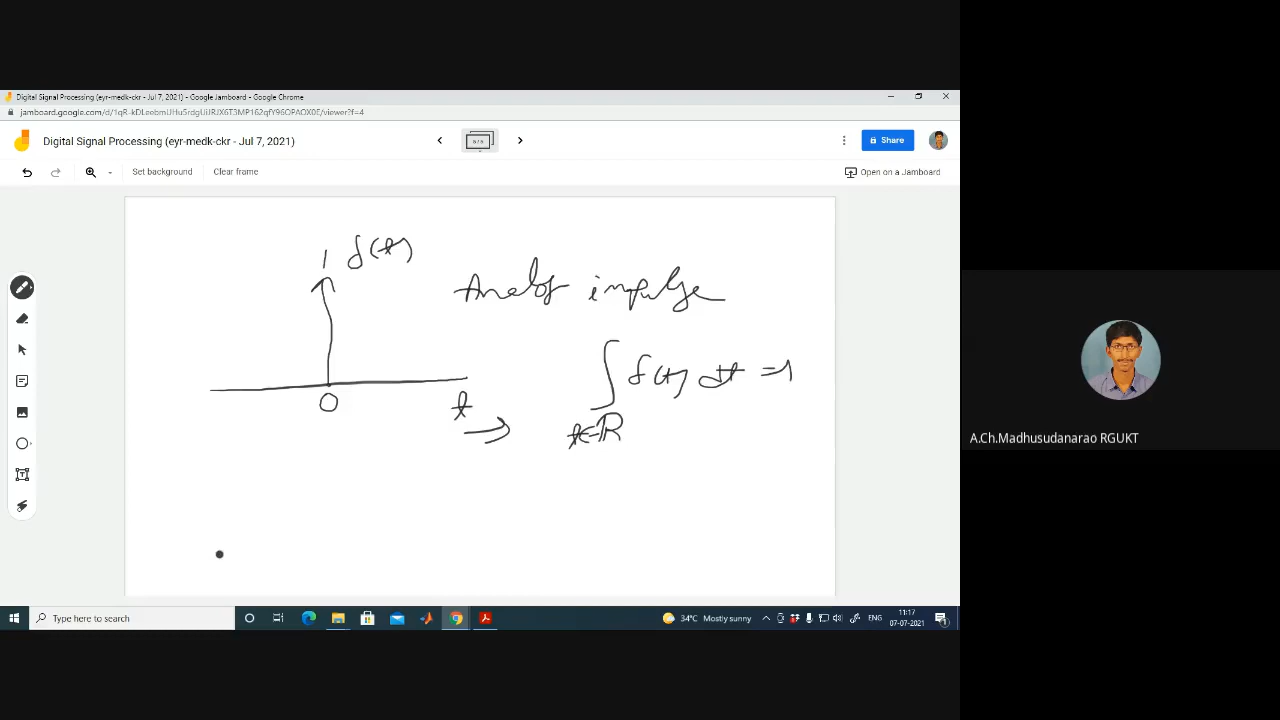 Digital Signal Processing (eyr-medk-ckr - Jul 7, 2021) - Google Jamboard - Google Chrome
Digital Signal Processing (eyr-medk-ckr - Jul 7, 2021)
5 / 5
Share
Set background
Clear frame
Open on a Jamboard
1 δ(t)
Analog impulse
∫ δ(t) dt = 1
t∈ℝ
0
t
A.Ch.Madhusudanarao RGUKT
Type here to search
34°C Mostly sunny
ENG
11:17
07-07-2021